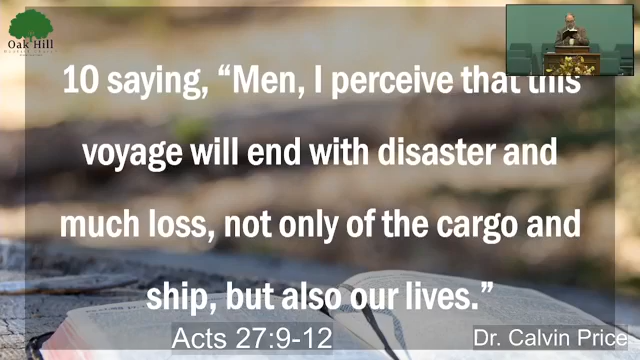 Oak Hill
10 saying, “Men, I perceive that this
voyage will end with disaster and
much loss, not only of the cargo and
ship, but also our lives.”
Acts 27:9-12
Dr. Calvin Price